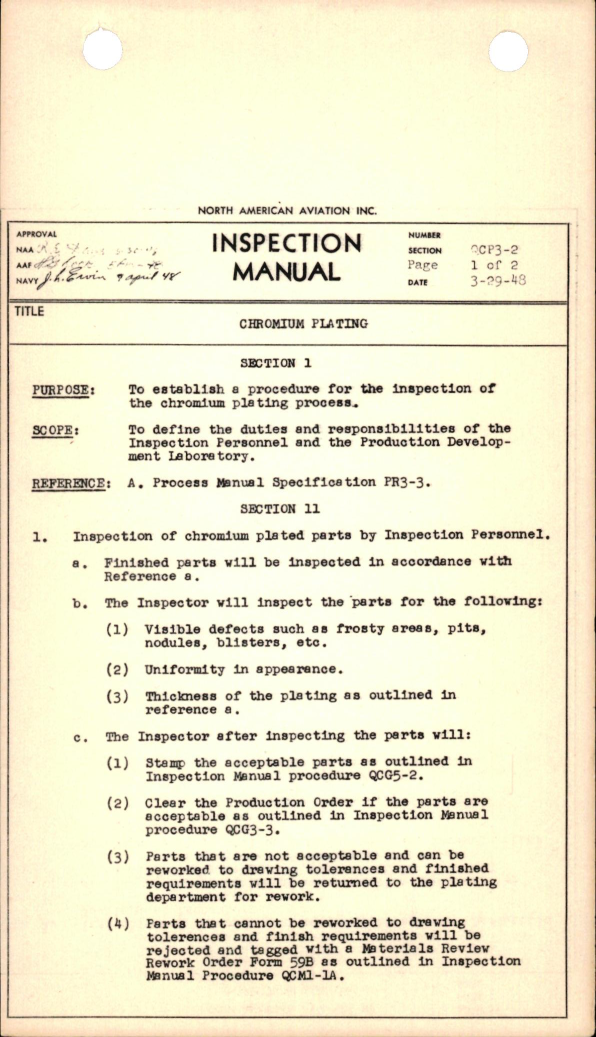 NORTH AMERICAN AVIATION INC.
APPROVAL
NAA
AAF
NAVY J.L. Ervin 9 april 48
INSPECTION
MANUAL
NUMBER
SECTION QCP3-2
Page 1 of 2
DATE 3-29-48
TITLE
CHROMIUM PLATING
SECTION 1
PURPOSE: To establish a procedure for the inspection of
the chromium plating process.
SCOPE: To define the duties and responsibilities of the
Inspection Personnel and the Production Develop-
ment Laboratory.
REFERENCE: A. Process Manual Specification PR3-3.
SECTION 11
1. Inspection of chromium plated parts by Inspection Personnel.
a. Finished parts will be inspected in accordance with
Reference a.
b. The Inspector will inspect the parts for the following:
(1) Visible defects such as frosty areas, pits,
nodules, blisters, etc.
(2) Uniformity in appearance.
(3) Thickness of the plating as outlined in
reference a.
c. The Inspector after inspecting the parts will:
(1) Stamp the acceptable parts as outlined in
Inspection Manual procedure QCG5-2.
(2) Clear the Production Order if the parts are
acceptable as outlined in Inspection Manual
procedure QCG3-3.
(3) Parts that are not acceptable and can be
reworked to drawing tolerances and finished
requirements will be returned to the plating
department for rework.
(4) Parts that cannot be reworked to drawing
tolerences and finish requirements will be
rejected and tagged with a Materials Review
Rework Order Form 59B as outlined in Inspection
Manual Procedure QCM1-1A.